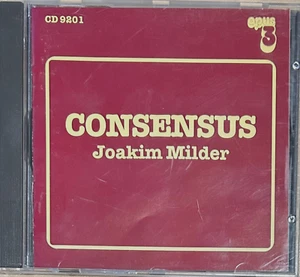 CD 9201
opus
3
CONSENSUS
Joakim Milder